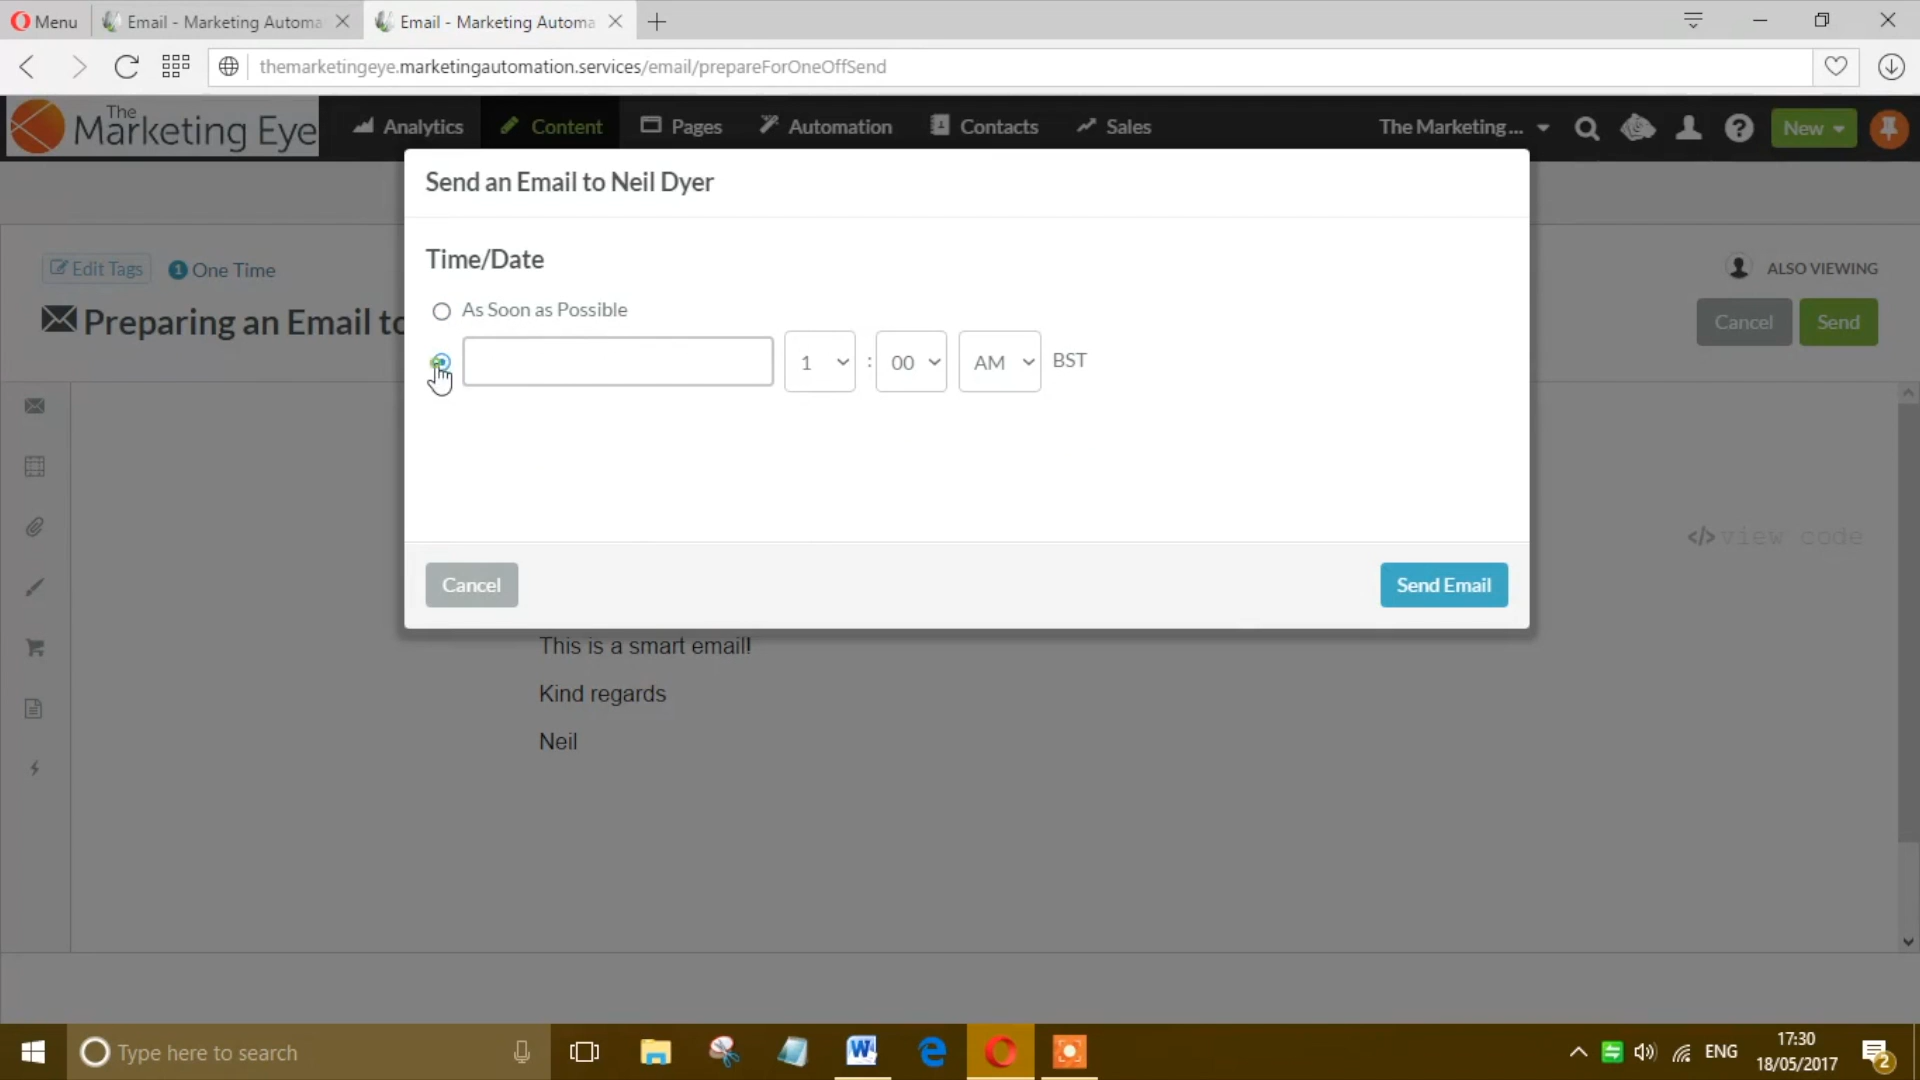 Menu
Email - Marketing Automa
Email - Marketing Automa
themarketingeye.marketingautomation.services/email/prepareForOneOffSend
The Marketing Eye
Analytics
Content
Pages
Automation
Contacts
Sales
The Marketing ...
New
Send an Email to Neil Dyer
Time/Date
As Soon as Possible
1 : 00 AM BST
Cancel
Send Email
Edit Tags
1 One Time
ALSO VIEWING
Preparing an Email to
Cancel
Send
</> view code
This is a smart email!
Kind regards
Neil
Type here to search
W
ENG
17:30
18/05/2017
2